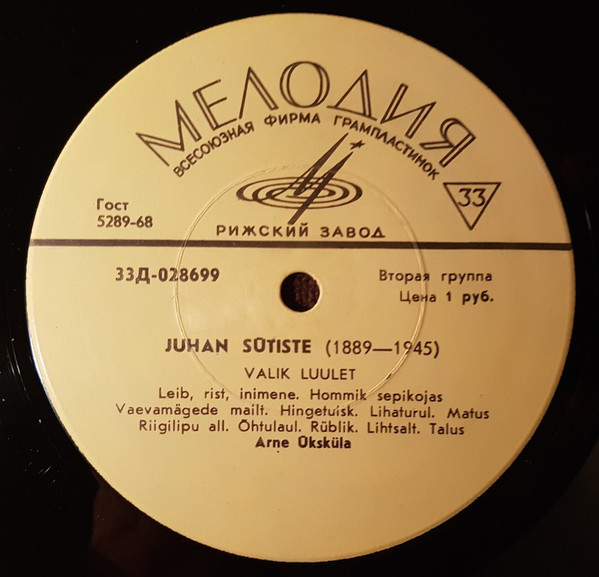 МЕЛОДИЯ
ВСЕСОЮЗНАЯ ФИРМА ГРАМПЛАСТИНОК
33
Гост
5289-68
РИЖСКИЙ ЗАВОД
33Д-028699
Вторая группа
Цена 1 руб.
JUHAN SÜTISTE (1889—1945)
VALIK LUULET
Leib, rist, inimene. Hommik sepikojas
Vaevamägede mailt. Hingetuisk. Lihaturul. Matus
Riigilipu all. Õhtulaul. Rüblik. Lihtsalt. Talus
Arne Üksküla